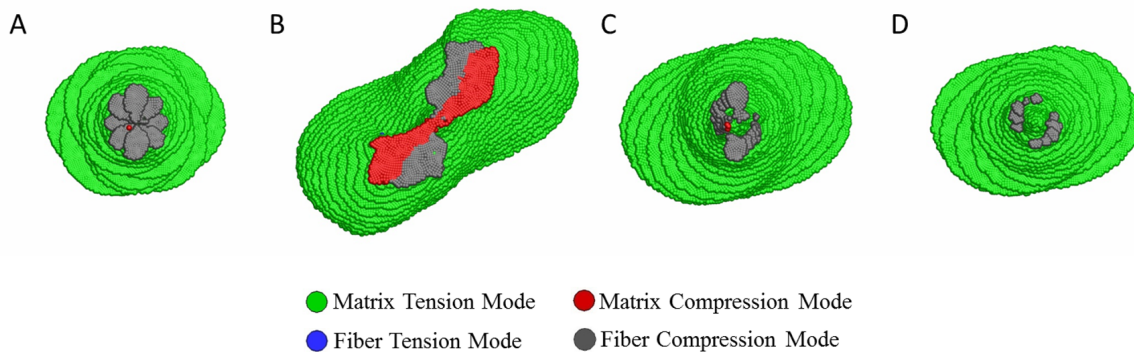 A B C D
Matrix Tension Mode Matrix Compression Mode
Fiber Tension Mode Fiber Compression Mode